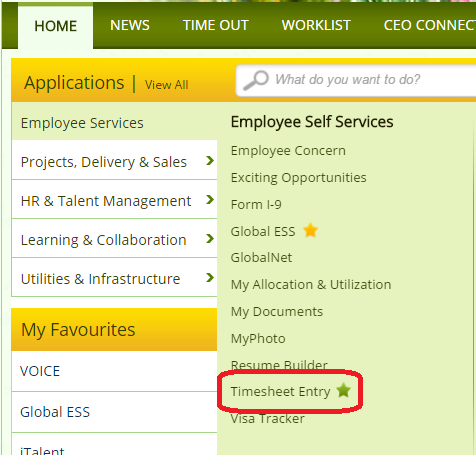 HOME NEWS TIME OUT WORKLIST CEO CONNECT
Applications | View All What do you want to do?
Employee Services
Projects, Delivery & Sales
HR & Talent Management
Learning & Collaboration
Utilities & Infrastructure
My Favourites
VOICE
Global ESS
iTalent
Employee Self Services
Employee Concern
Exciting Opportunities
Form I-9
Global ESS
GlobalNet
My Allocation & Utilization
My Documents
MyPhoto
Resume Builder
Timesheet Entry
Visa Tracker